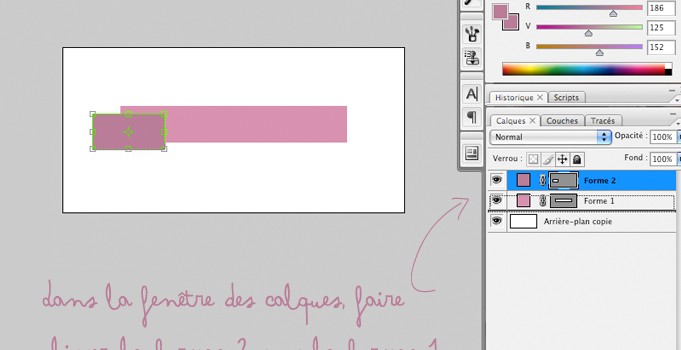 R 186
V 125
B 152
Historique × Scripts
Calques × Couches Tracés
Normal Opacité : 100%
Verrou : Fond : 100%
Forme 2
Forme 1
Arrière-plan copie
A
dans la fenêtre des calques, faire